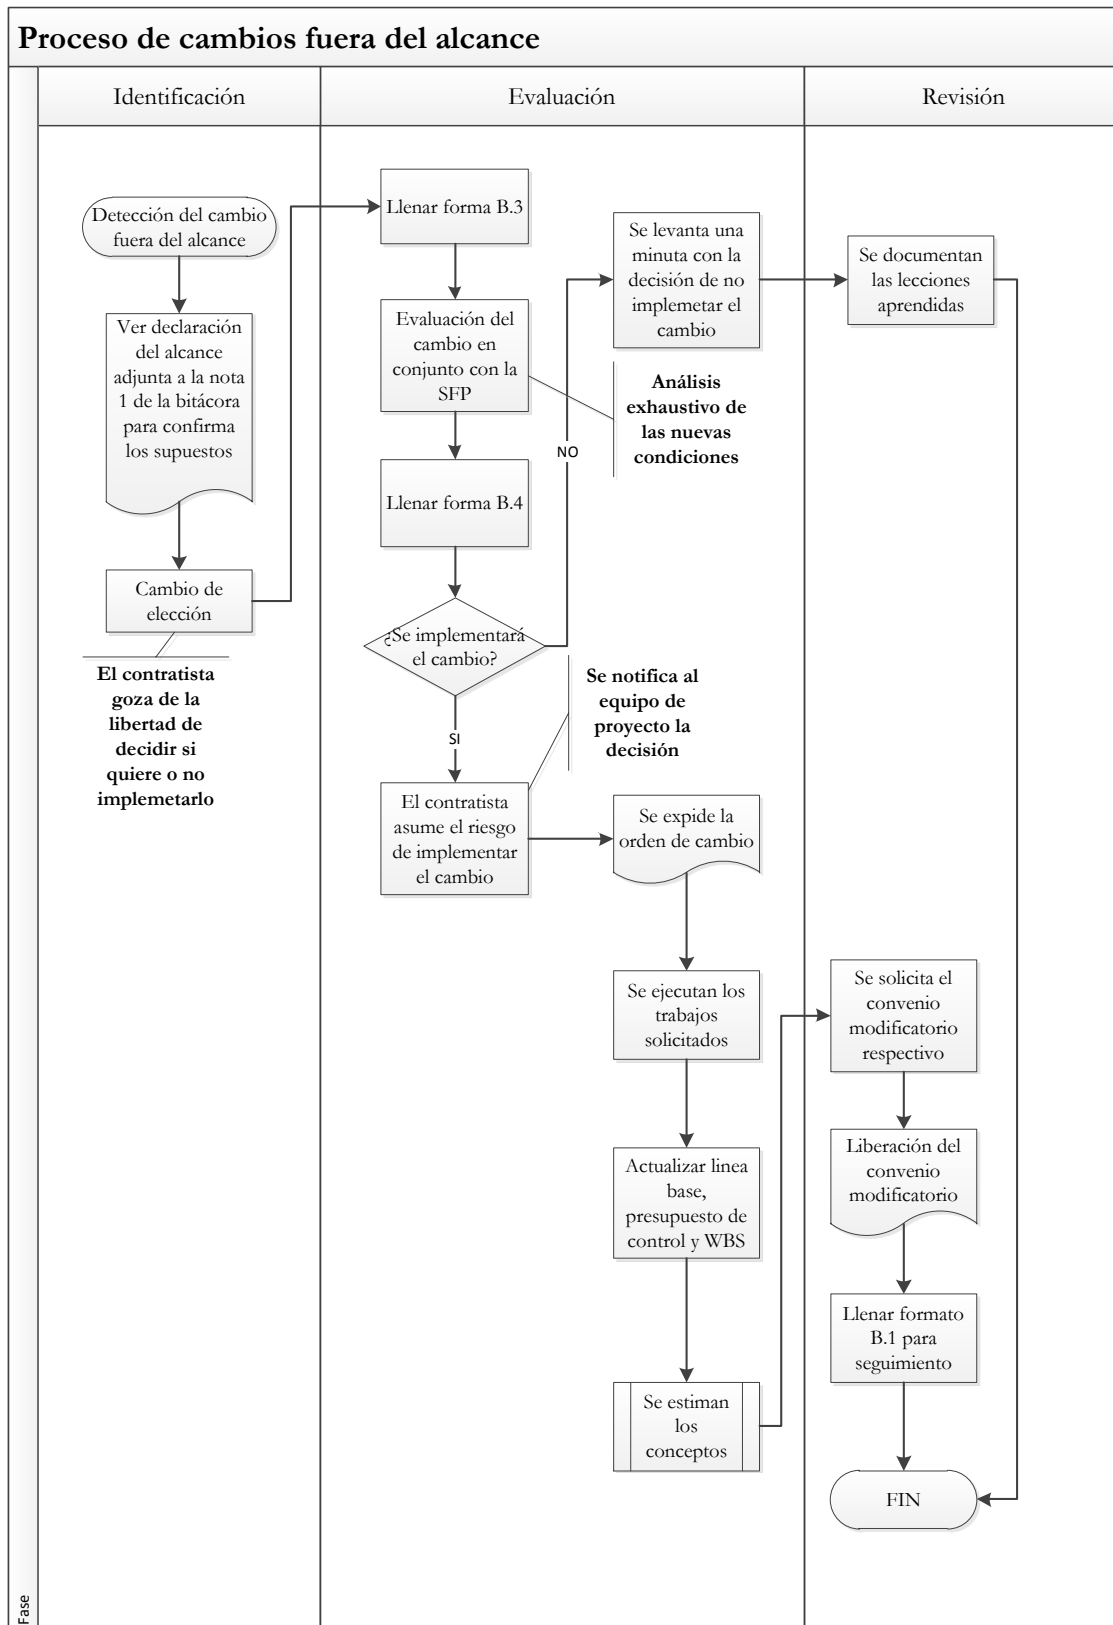 Proceso de cambios fuera del alcance
Identificación
Evaluación
Revisión
Detección del cambio
fuera del alcance
Ver declaración
del alcance
adjunta a la nota
1 de la bitácora
para confirma
los supuestos
Cambio de
elección
El contratista
goza de la
libertad de
decidir si
quiere o no
implemetarlo
Llenar forma B.3
Evaluación del
cambio en
conjunto con la
SFP
Análisis
exhaustivo de
las nuevas
condiciones
Llenar forma B.4
¿Se implementará
el cambio?
NO
SI
Se levanta una
minuta con la
decisión de no
implemetar el
cambio
Se documentan
las lecciones
aprendidas
Se notifica al
equipo de
proyecto la
decisión
El contratista
asume el riesgo
de implementar
el cambio
Se expide la
orden de cambio
Se ejecutan los
trabajos
solicitados
Actualizar linea
base,
presupuesto de
control y WBS
Se estiman
los
conceptos
Se solicita el
convenio
modificatorio
respectivo
Liberación del
convenio
modificatorio
Llenar formato
B.1 para
seguimiento
FIN
Fase